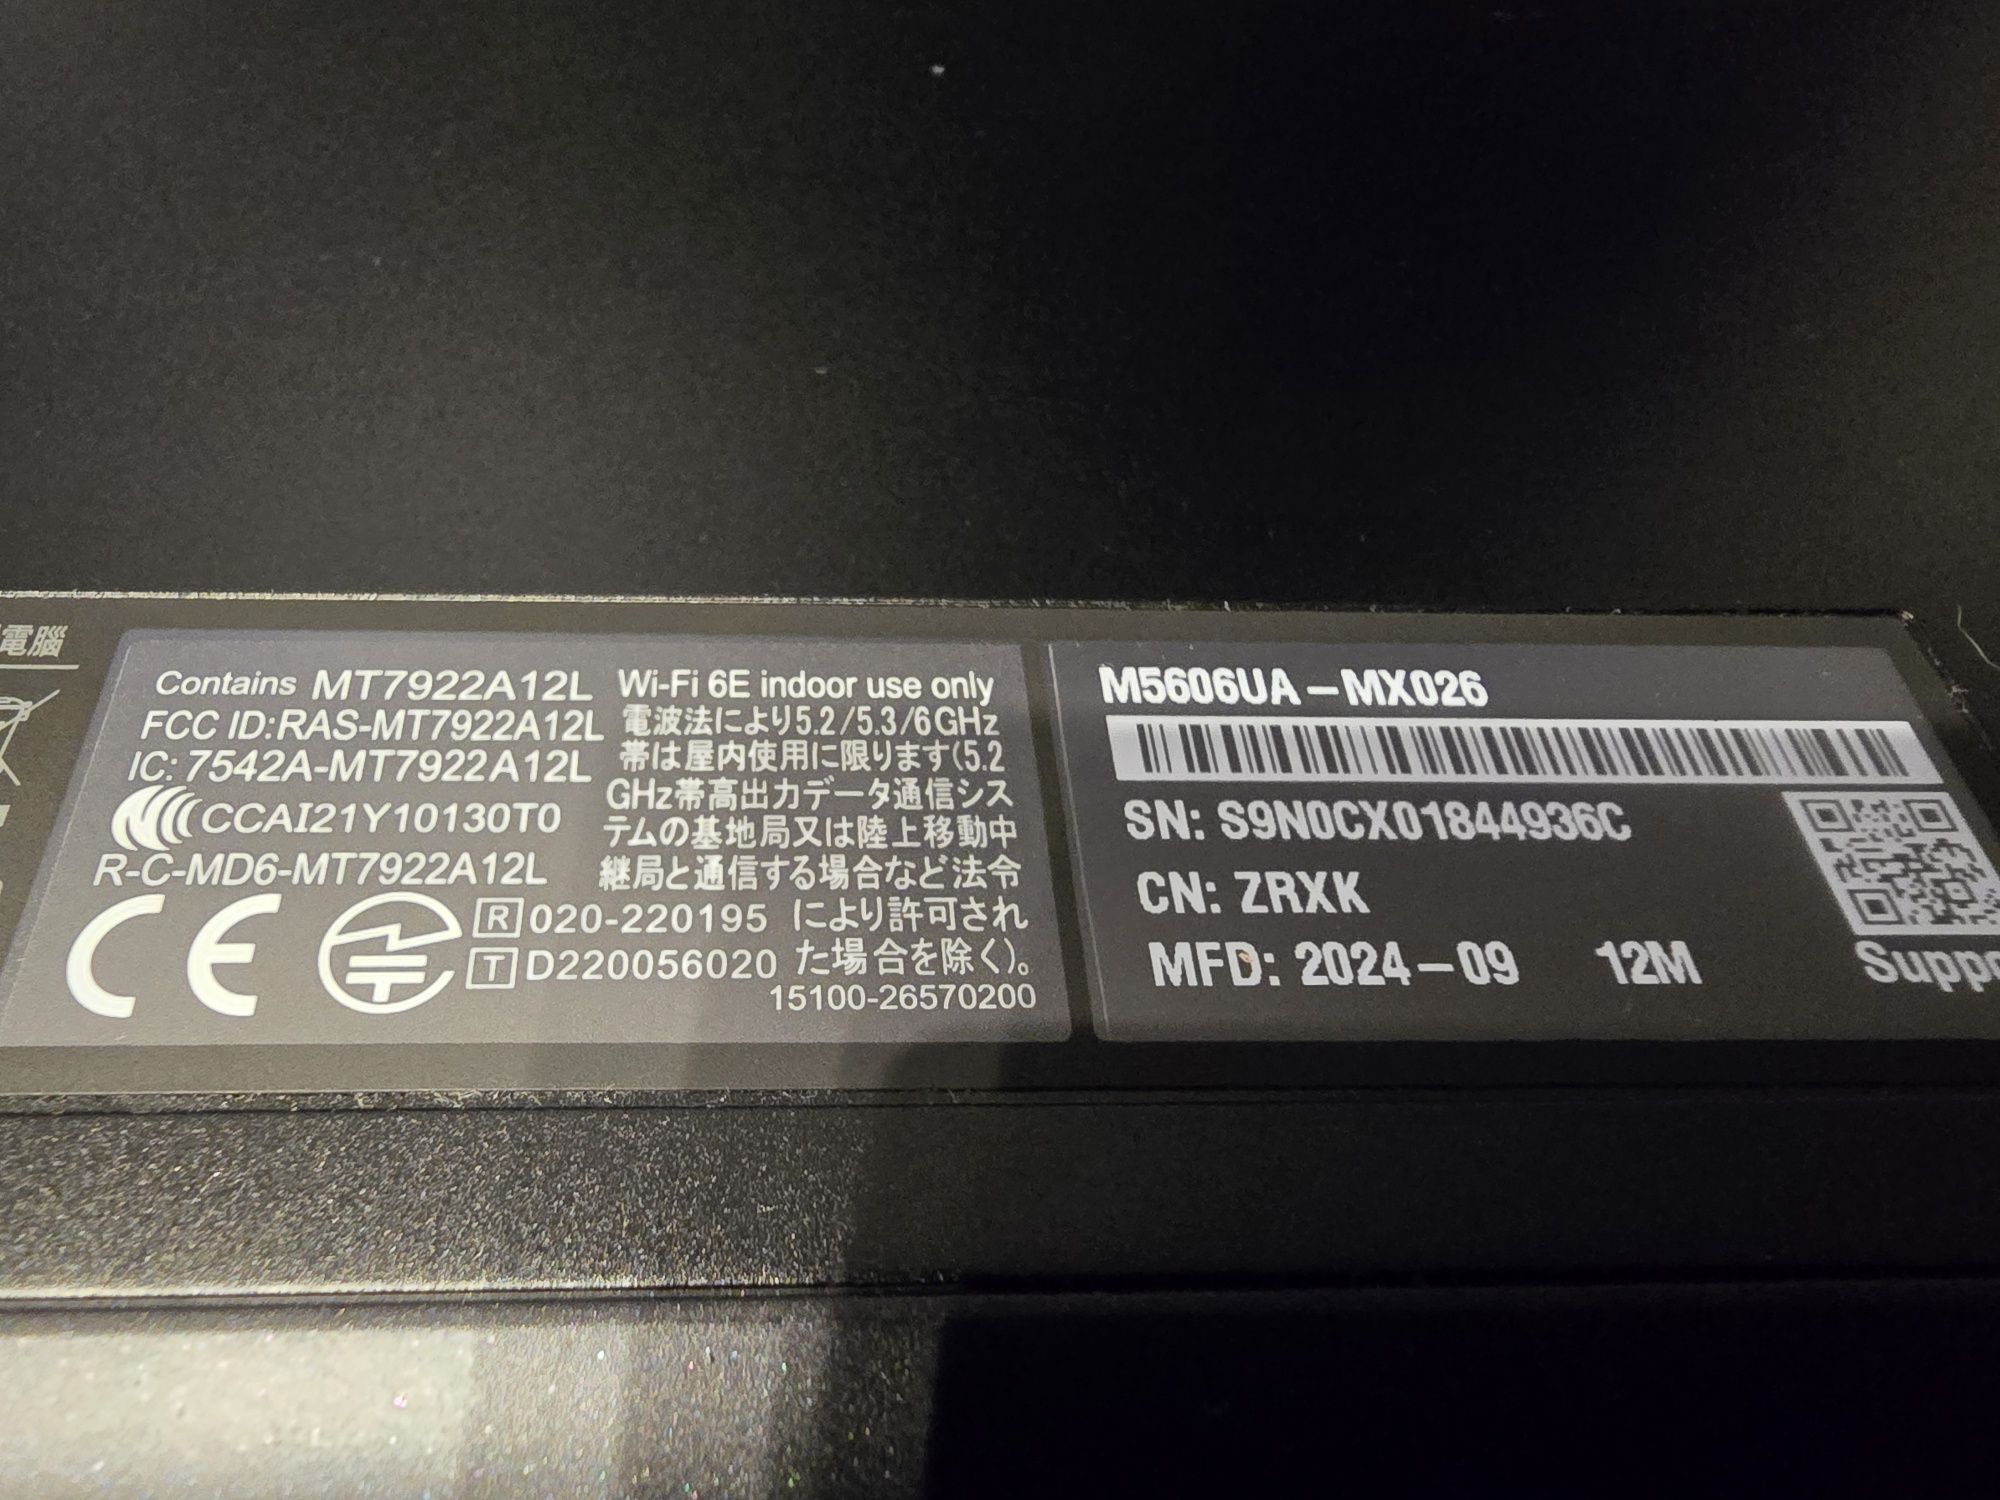 電腦
Contains MT7922A12L
FCC ID:RAS-MT7922A12L
IC: 7542A-MT7922A12L
CCAI21Y10130T0
R-C-MD6-MT7922A12L
CE
R 020-220195
T D220056020
Wi-Fi 6E indoor use only
電波法により5.2/5.3/6GHz
帯は屋内使用に限ります(5.2
GHz帯高出力データ通信シス
テムの基地局又は陸上移動中
継局と通信する場合など法令
により許可され
た場合を除く)。
15100-26570200
M5606UA-MX026
SN: S9N0CX01844936C
CN: ZRXK
MFD: 2024-09 12M
Suppo